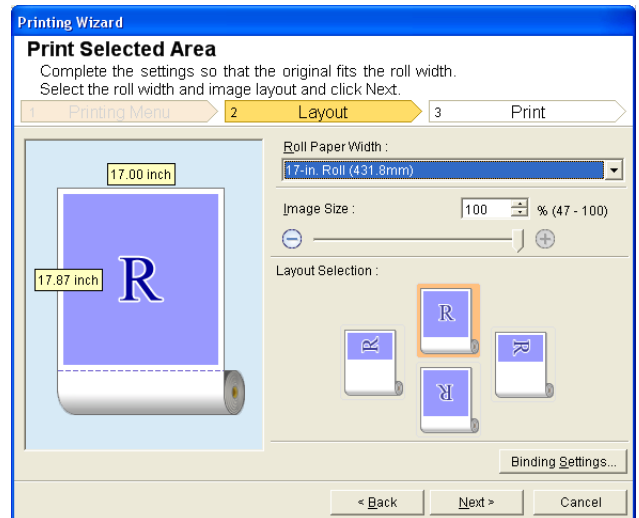 Printing Wizard
Print Selected Area
Complete the settings so that the original fits the roll width.
Select the roll width and image layout and click Next.
1 Printing Menu 2 Layout 3 Print
Roll Paper Width :
17-in. Roll (431.8mm)
17.00 inch
Image Size : 100 % (47 - 100)
17.87 inch
R
Layout Selection :
R
R
R
R
Binding Settings...
< Back Next > Cancel